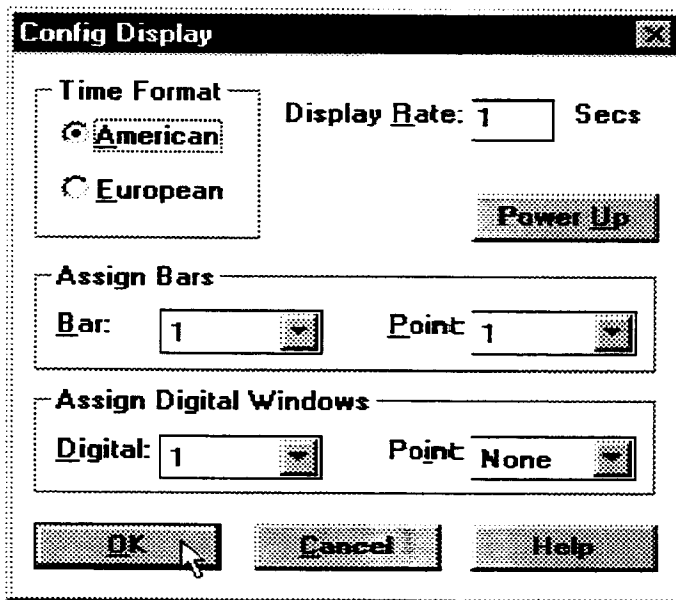 Config Display
Time Format
American
European
Display Rate: 1 Secs
Power Up
Assign Bars
Bar: 1 Point: 1
Assign Digital Windows
Digital: 1 Point: None
OK Cancel Help